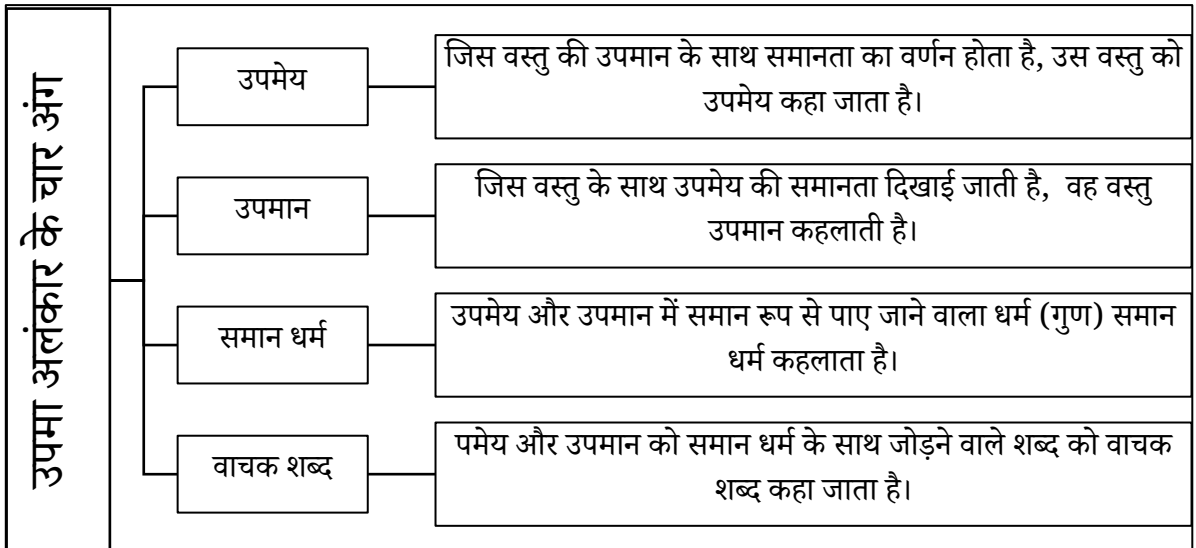 उपमा अलंकार के चार अंग
उपमेय
जिस वस्तु की उपमान के साथ समानता का वर्णन होता है, उस वस्तु को
उपमेय कहा जाता है।
उपमान
जिस वस्तु के साथ उपमेय की समानता दिखाई जाती है, वह वस्तु
उपमान कहलाती है।
समान धर्म
उपमेय और उपमान में समान रूप से पाए जाने वाला धर्म (गुण) समान
धर्म कहलाता है।
वाचक शब्द
पमेय और उपमान को समान धर्म के साथ जोड़ने वाले शब्द को वाचक
शब्द कहा जाता है।